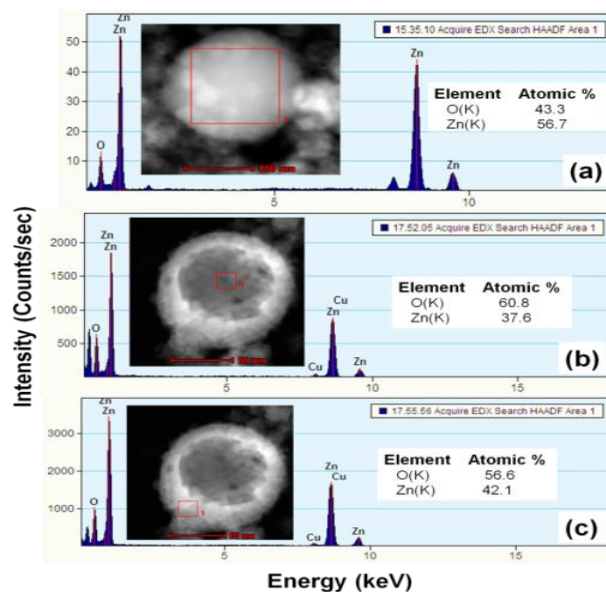 Intensity (Counts/sec)
15.35.10 Acquire EDX Search HAADF Area 1
50
40
30
20
10
Zn
Zn
O
Zn
Zn
Element Atomic %
O(K) 43.3
Zn(K) 56.7
5
10
(a)
17.52.05 Acquire EDX Search HAADF Area 1
2000
1500
1000
500
Zn
Zn
O
1
Cu
Zn
Cu
Zn
Element Atomic %
O(K) 60.8
Zn(K) 37.6
5
10
15
(b)
17.55.56 Acquire EDX Search HAADF Area 1
3000
2000
1000
Zn
Zn
O
1
Zn
Cu
Cu
Zn
Element Atomic %
O(K) 56.6
Zn(K) 42.1
5
10
15
(c)
Energy (keV)